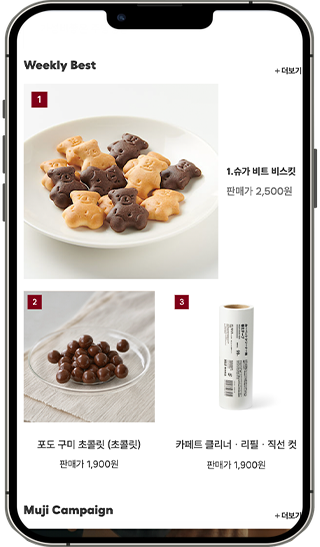 Weekly Best
+ 더보기
1
1.슈가 비트 비스킷
판매가 2,500원
2
3
포도 구미 초콜릿 (초콜릿)
판매가 1,900원
카페트 클리너 · 리필 · 직선 컷
판매가 1,900원
Muji Campaign
+ 더보기